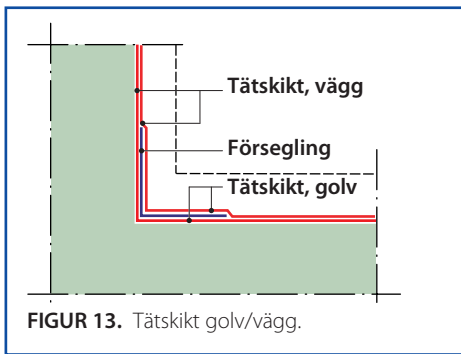 Tätskikt, vägg
Försegling
Tätskikt, golv
FIGUR 13. Tätskikt golv/vägg.